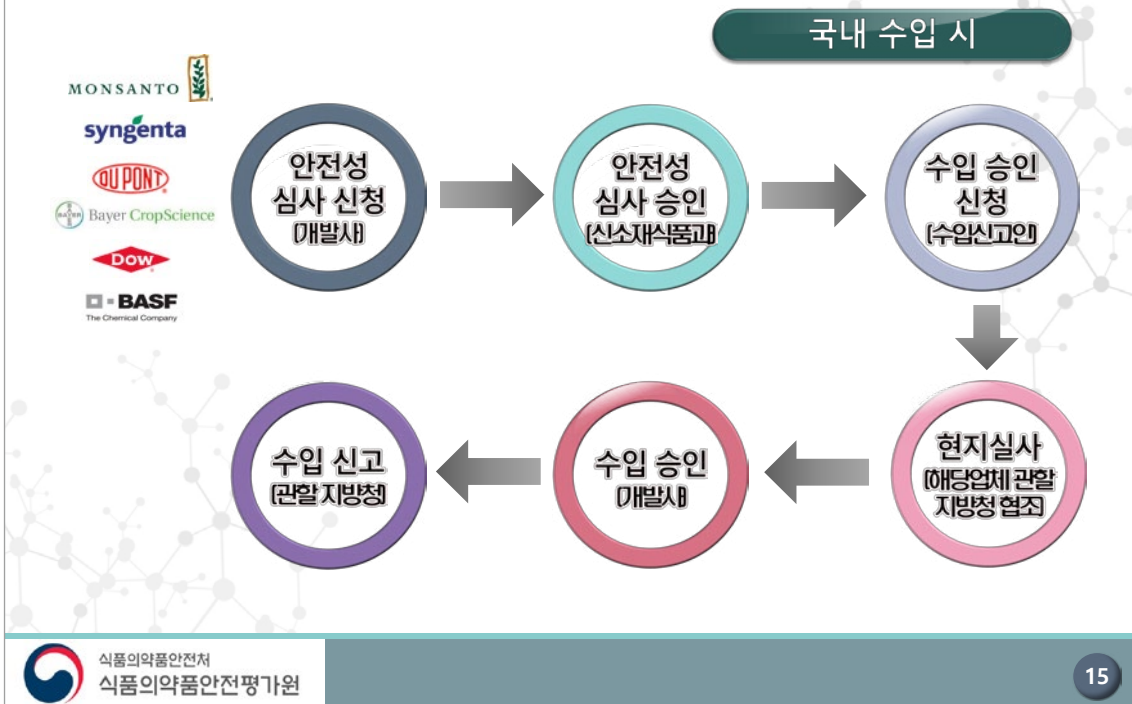 국내 수입 시
MONSANTO
syngenta
DU PONT
BAYER
Bayer CropScience
DOW
BASF
The Chemical Company
안전성
심사 신청
(개발사)
안전성
심사 승인
(신소재식품과)
수입 승인
신청
(수입신고인)
현지실사
(해당업체 관할
지방청 협조)
수입 승인
(개발사)
수입 신고
(관할 지방청)
식품의약품안전처
식품의약품안전평가원
15